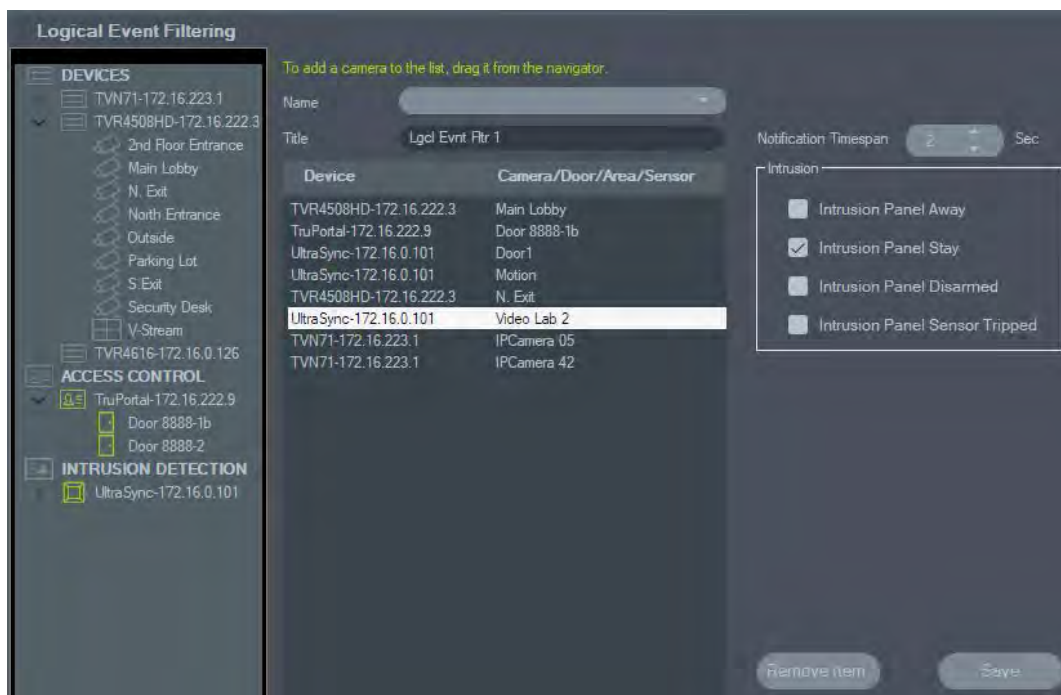 Logical Event Filtering
DEVICES
TVN71-172.16.223.1
TVR4508HD-172.16.222.3
2nd Floor Entrance
Main Lobby
N. Exit
North Entrance
Outside
Parking Lot
S.Exit
Security Desk
V-Stream
TVR4616-172.16.0.126
ACCESS CONTROL
TruPortal-172.16.222.9
Door 8888-1b
Door 8888-2
INTRUSION DETECTION
UltraSync-172.16.0.101
To add a camera to the list, drag it from the navigator.
Name
Title Lgcl Evnt Fltr 1
Device Camera/Door/Area/Sensor
TVR4508HD-172.16.222.3 Main Lobby
TruPortal-172.16.222.9 Door 8888-1b
UltraSync-172.16.0.101 Door1
UltraSync-172.16.0.101 Motion
TVR4508HD-172.16.222.3 N. Exit
UltraSync-172.16.0.101 Video Lab 2
TVN71-172.16.223.1 IPCamera 05
TVN71-172.16.223.1 IPCamera 42
Notification Timespan 2 Sec
Intrusion
Intrusion Panel Away
Intrusion Panel Stay
Intrusion Panel Disarmed
Intrusion Panel Sensor Tripped
Remove Item Save